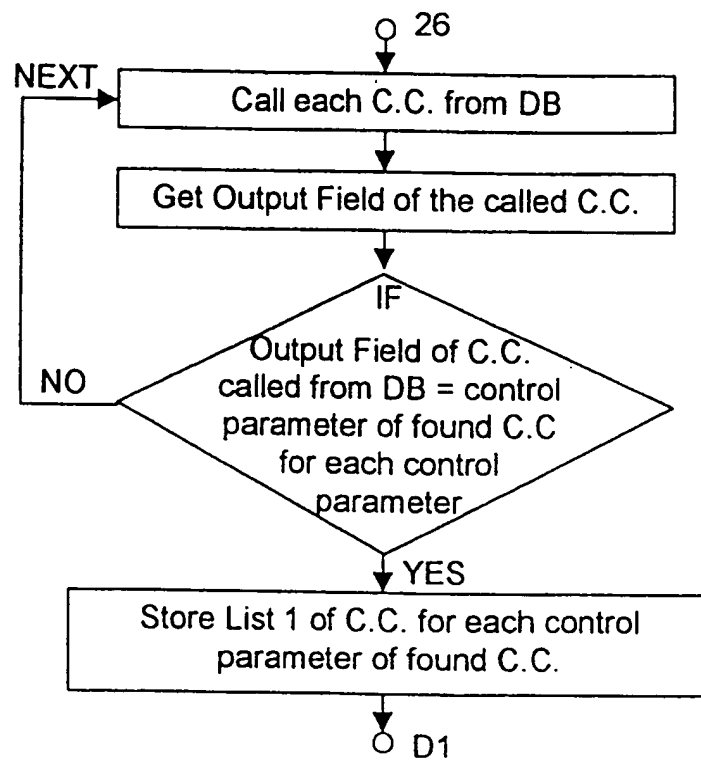 26
NEXT
Call each C.C. from DB
Get Output Field of the called C.C.
IF
Output Field of C.C.
called from DB = control
parameter of found C.C
for each control
parameter
NO
YES
Store List 1 of C.C. for each control
parameter of found C.C.
D1